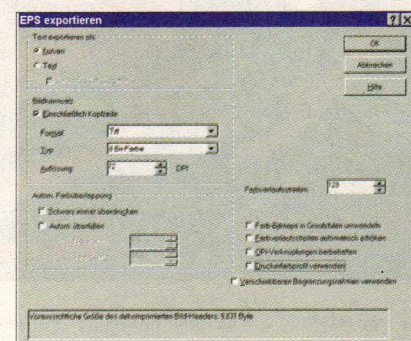 EPS exportieren
Text exportieren als:
Kurven
Text
OK
Abbrechen
Hilfe
Bildkopfsatz
Einschließlich Kopfzeile
Format: Tiff
Typ: 8 Bit-Farbe
Auflösung: 72 DPI
Autom. Farbüberlappung
Schwarz immer überdrucken
Autom. überfüllen
Farbverlaufsstreifen: 128
Farb-Bitmaps in Graustufen umwandeln
Farbverlaufsstreifen automatisch erhöhen
OPI-Verknüpfungen beibehalten
Druckerfarbprofil verwenden
Verschiebbaren Begrenzungsrahmen verwenden
Voraussichtliche Größe des dekomprimierten Bild-Headers: 9.831 Byte